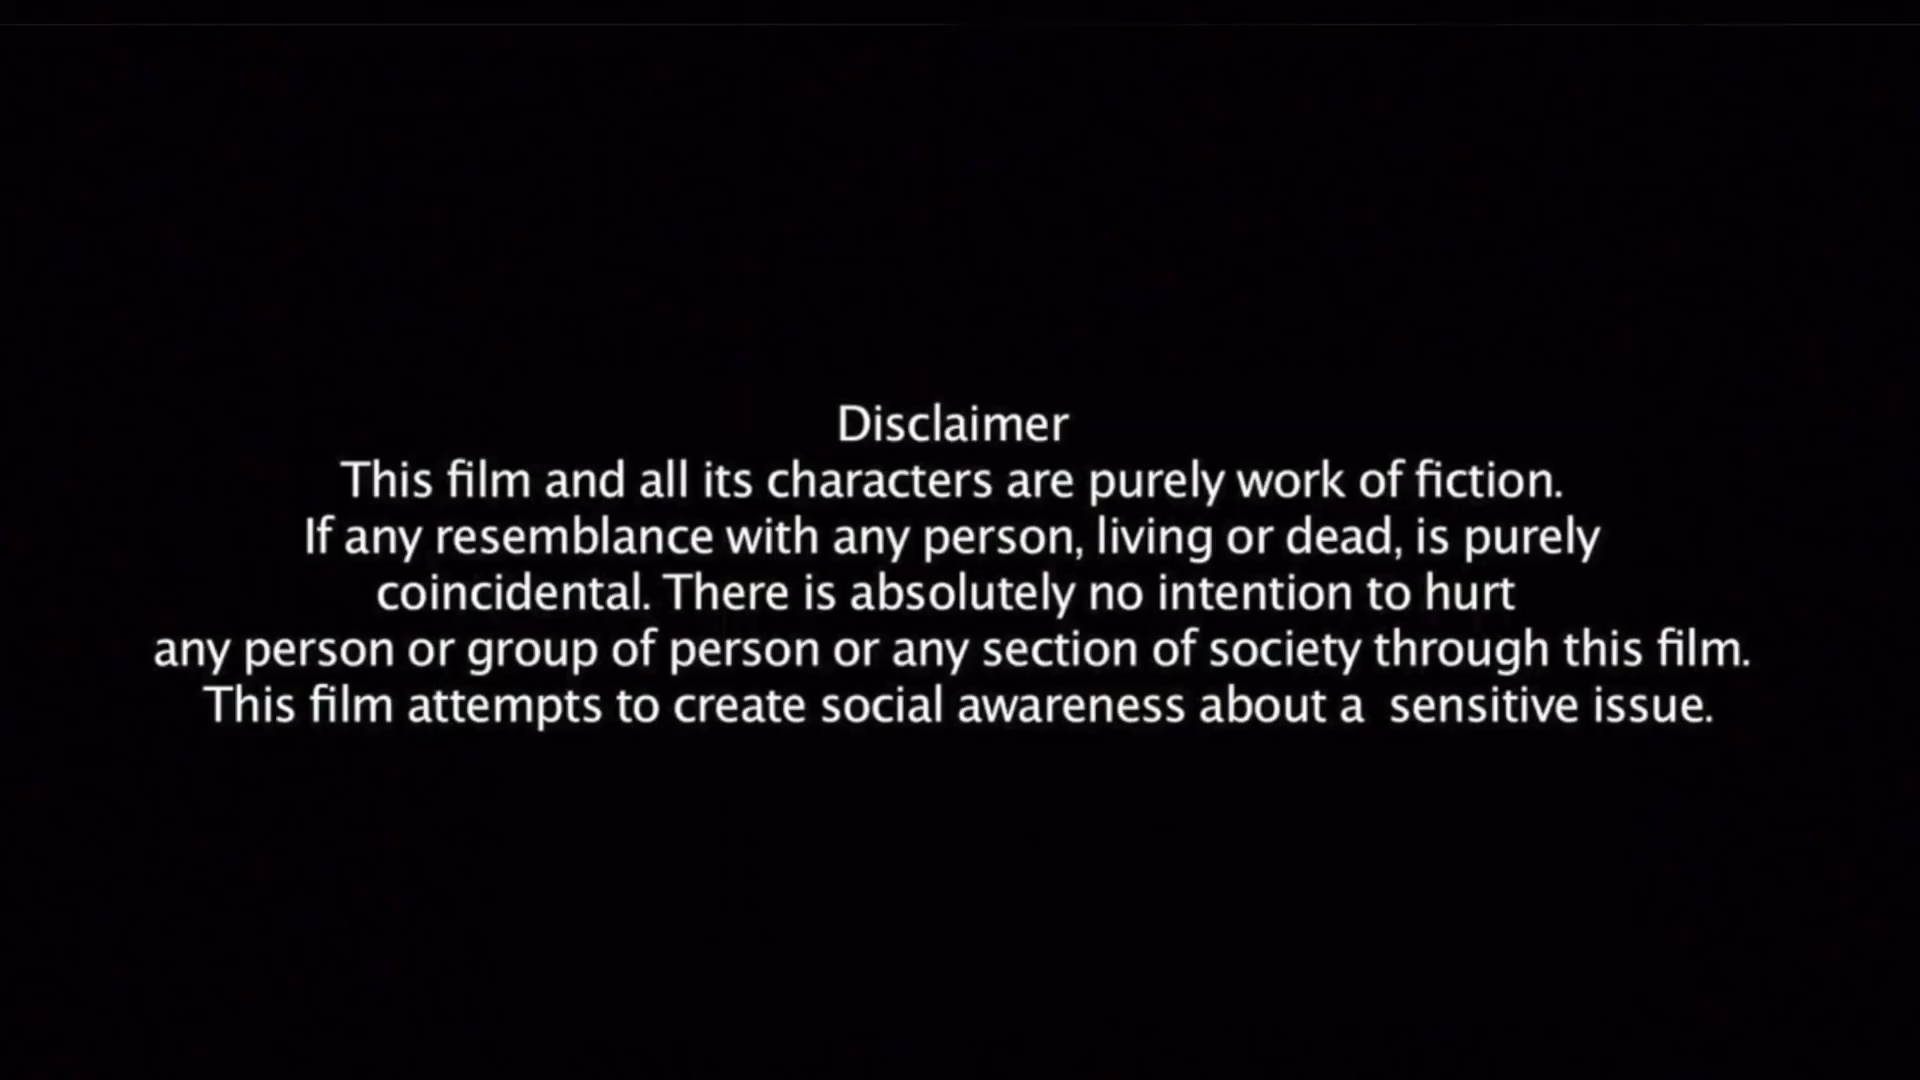 Disclaimer
This film and all its characters are purely work of fiction.
If any resemblance with any person, living or dead, is purely
coincidental. There is absolutely no intention to hurt
any person or group of person or any section of society through this film.
This film attempts to create social awareness about a  sensitive issue.